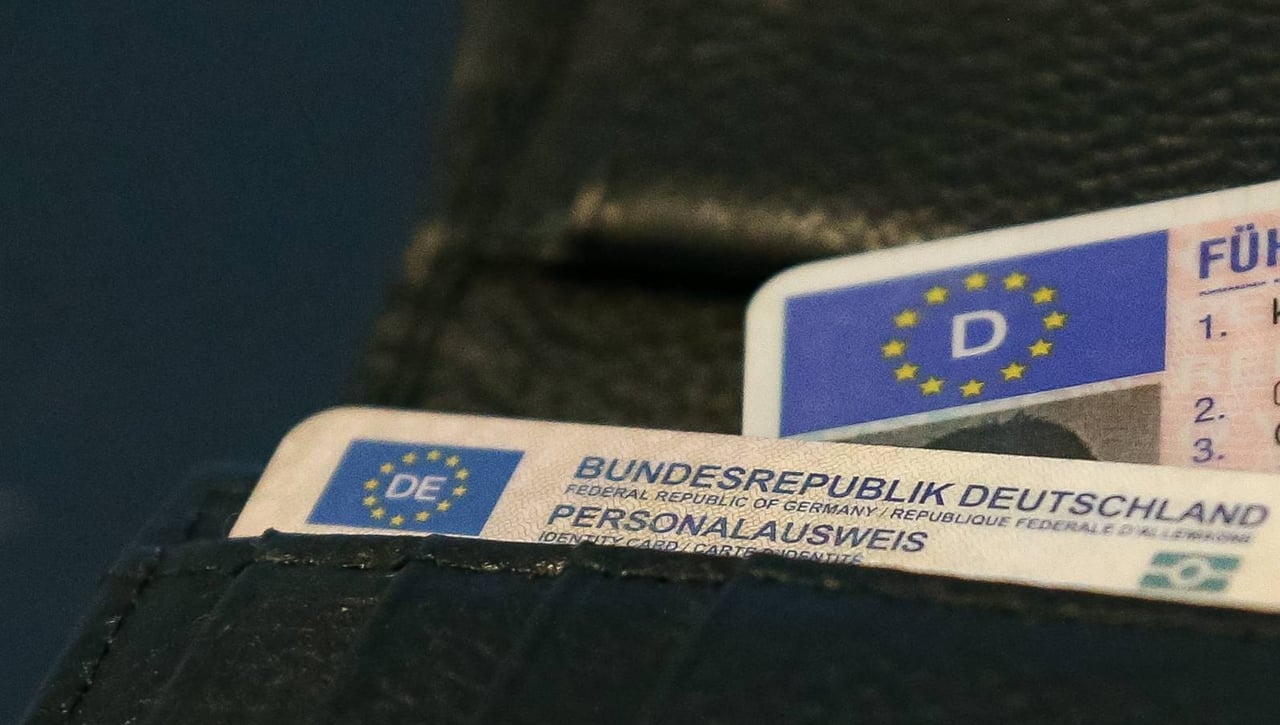 D
FÜH
1.
2.
3.
DE
BUNDESREPUBLIK DEUTSCHLAND
FEDERAL REPUBLIC OF GERMANY / REPUBLIQUE FEDERALE D'ALLEMAGNE
PERSONALAUSWEIS
IDENTITY CARD / CARTE D'IDENTITE